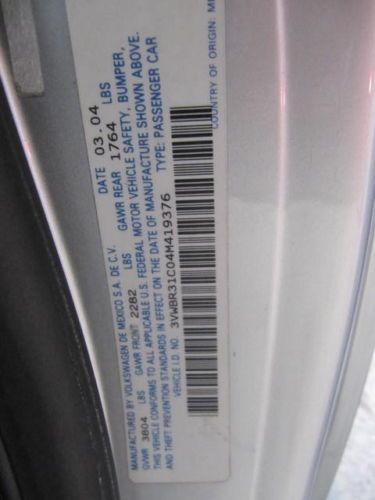 MANUFACTURED BY VOLKSWAGEN DE MEXICO S.A. DE C.V. DATE 03.04
GVWR 3804 LBS GAWR FRONT 2282 LBS GAWR REAR 1764 LBS
THIS VEHICLE CONFORMS TO ALL APPLICABLE U.S. FEDERAL MOTOR VEHICLE SAFETY, BUMPER,
AND THEFT PREVENTION STANDARDS IN EFFECT ON THE DATE OF MANUFACTURE SHOWN ABOVE.
VEHICLE I.D. NO. 3VWBR31C04M419376 TYPE: PASSENGER CAR
COUNTRY OF ORIGIN: